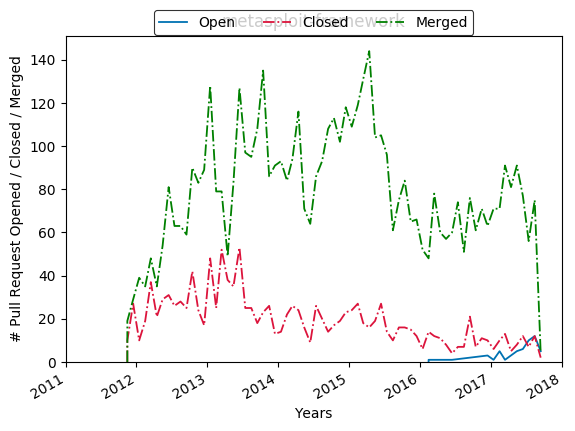 metasploit-framework
Open Closed Merged
# Pull Request Opened / Closed / Merged
140
120
100
80
60
40
20
0
2011 2012 2013 2014 2015 2016 2017 2018
Years